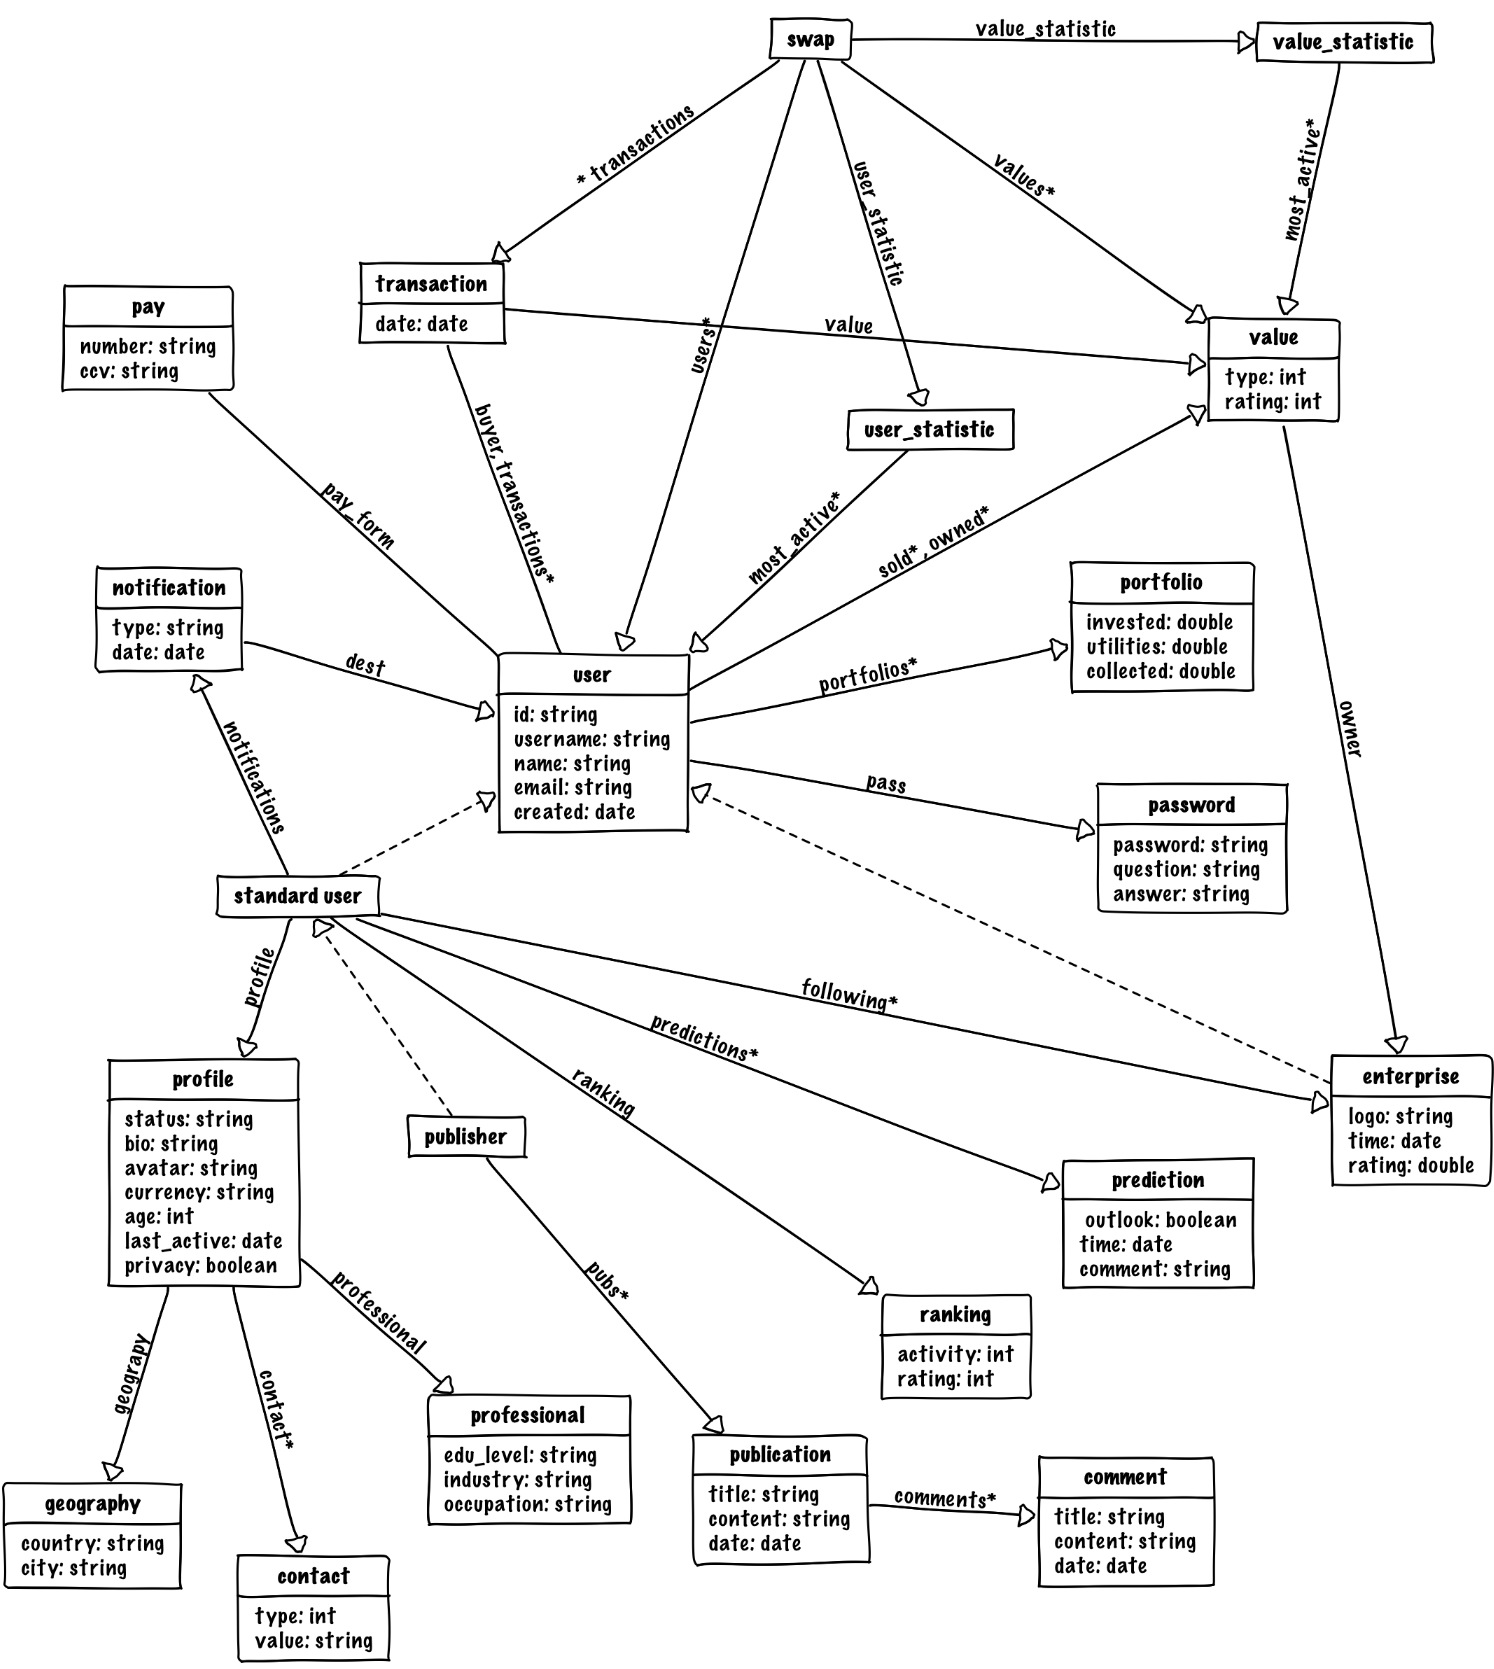 swap
value_statistic
value_statistic
* transactions
user_statistic
values*
most_active*
transaction
date: date
pay
number: string
ccv: string
value
users*
value
type: int
rating: int
user_statistic
buyer, transactions*
pay_form
most_active*
sold*, owned*
notification
type: string
date: date
portfolio
invested: double
utilities: double
collected: double
dest
user
id: string
username: string
name: string
email: string
created: date
portfolios*
owner
pass
password
password: string
question: string
answer: string
notifications
standard user
profile
following*
predictions*
ranking
profile
status: string
bio: string
avatar: string
currency: string
age: int
last_active: date
privacy: boolean
publisher
enterprise
logo: string
time: date
rating: double
prediction
outlook: boolean
time: date
comment: string
pubs*
professional
ranking
activity: int
rating: int
geograpy
contact*
professional
edu_level: string
industry: string
occupation: string
publication
title: string
content: string
date: date
comments*
comment
title: string
content: string
date: date
geography
country: string
city: string
contact
type: int
value: string